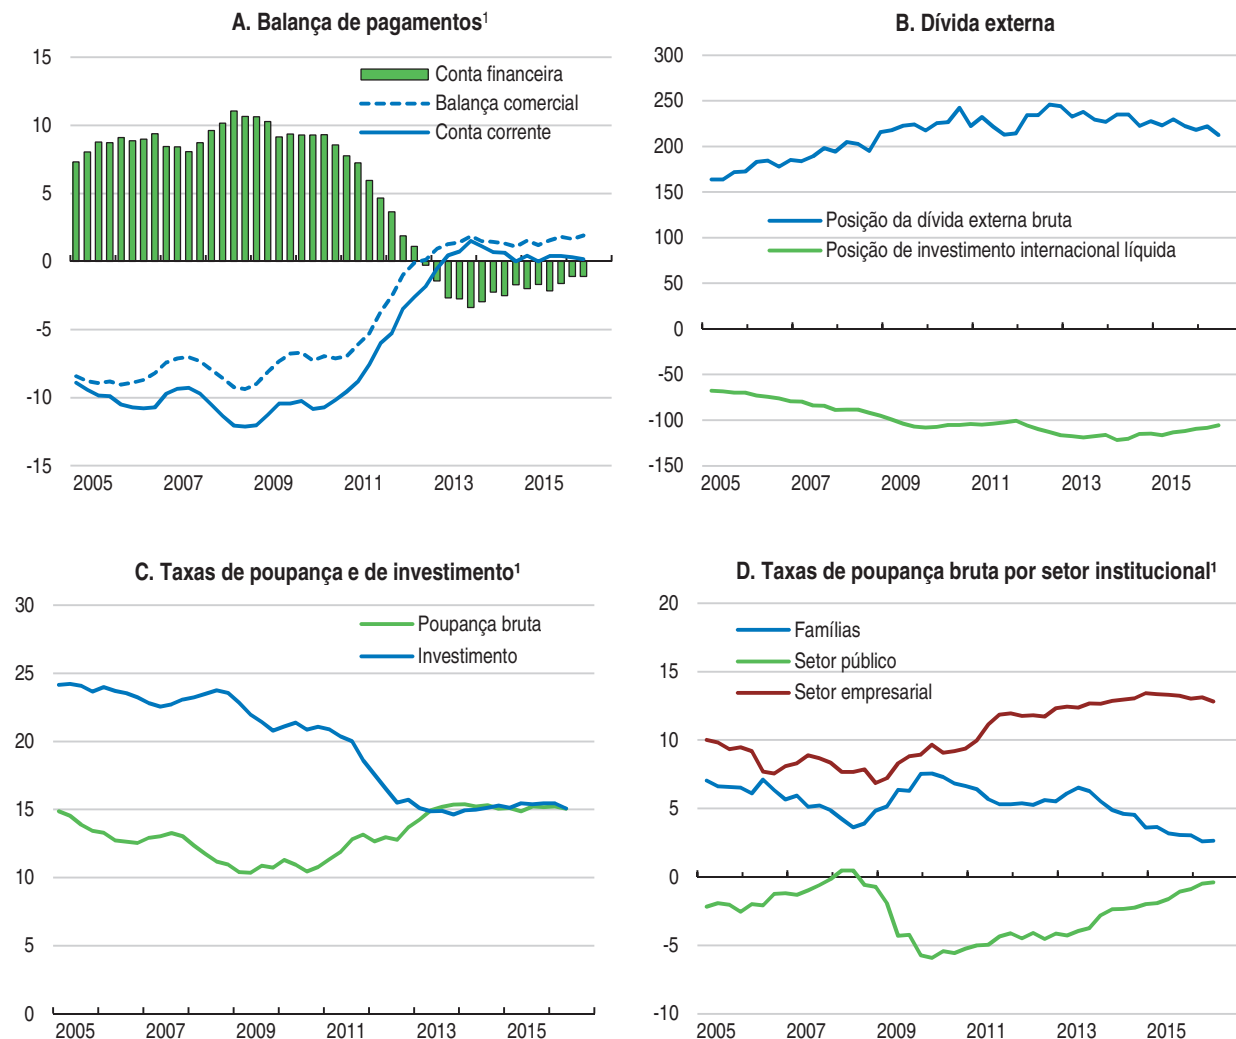 A. Balança de pagamentos¹
15
10
5
0
-5
-10
-15
Conta financeira
Balança comercial
Conta corrente
2005 2007 2009 2011 2013 2015
B. Dívida externa
300
250
200
150
100
50
0
-50
-100
-150
Posição da dívida externa bruta
Posição de investimento internacional líquida
2005 2007 2009 2011 2013 2015
C. Taxas de poupança e de investimento¹
30
25
20
15
10
5
0
Poupança bruta
Investimento
2005 2007 2009 2011 2013 2015
D. Taxas de poupança bruta por setor institucional¹
20
15
10
5
0
-5
-10
Famílias
Setor público
Setor empresarial
2005 2007 2009 2011 2013 2015